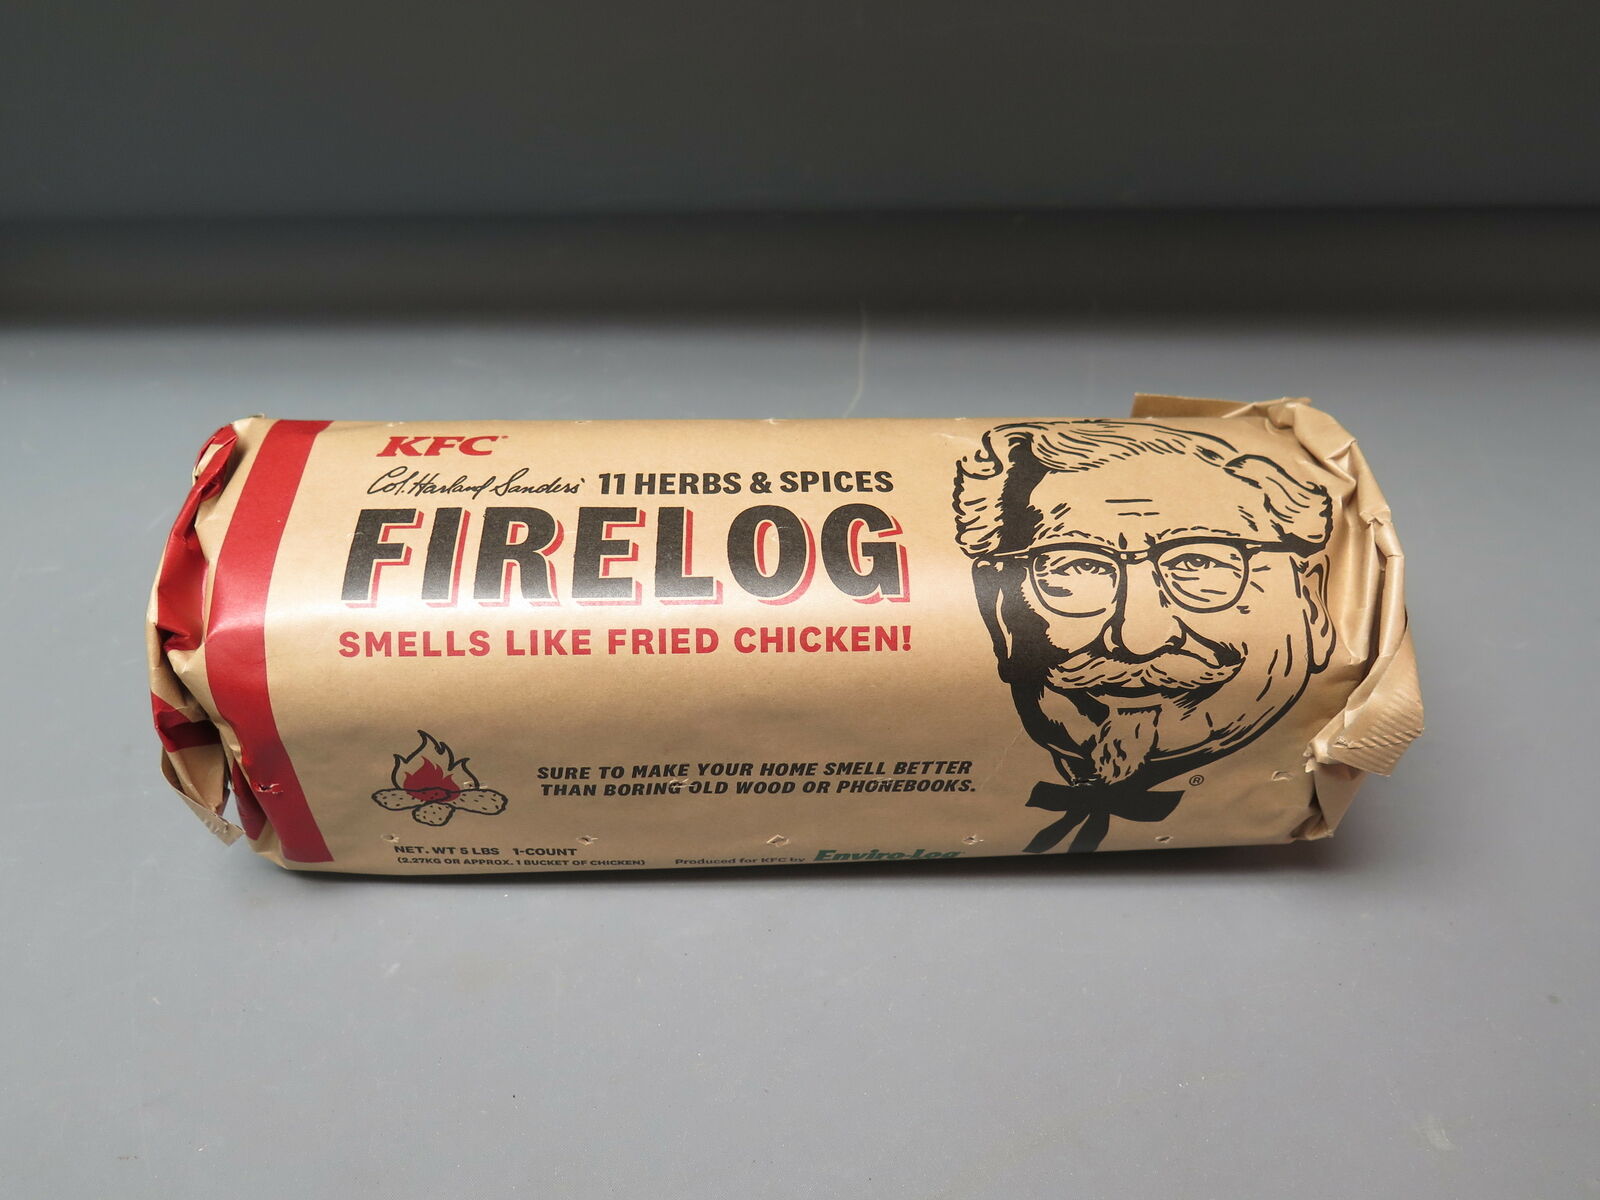 KFC
Col. Harland Sanders' 11 HERBS & SPICES
FIRELOG
SMELLS LIKE FRIED CHICKEN!
SURE TO MAKE YOUR HOME SMELL BETTER
THAN BORING OLD WOOD OR PHONEBOOKS.
®
NET. WT 5 LBS 1-COUNT
(2.27KG OR APPROX. 1 BUCKET OF CHICKEN)
Produced for KFC by Enviro-Log